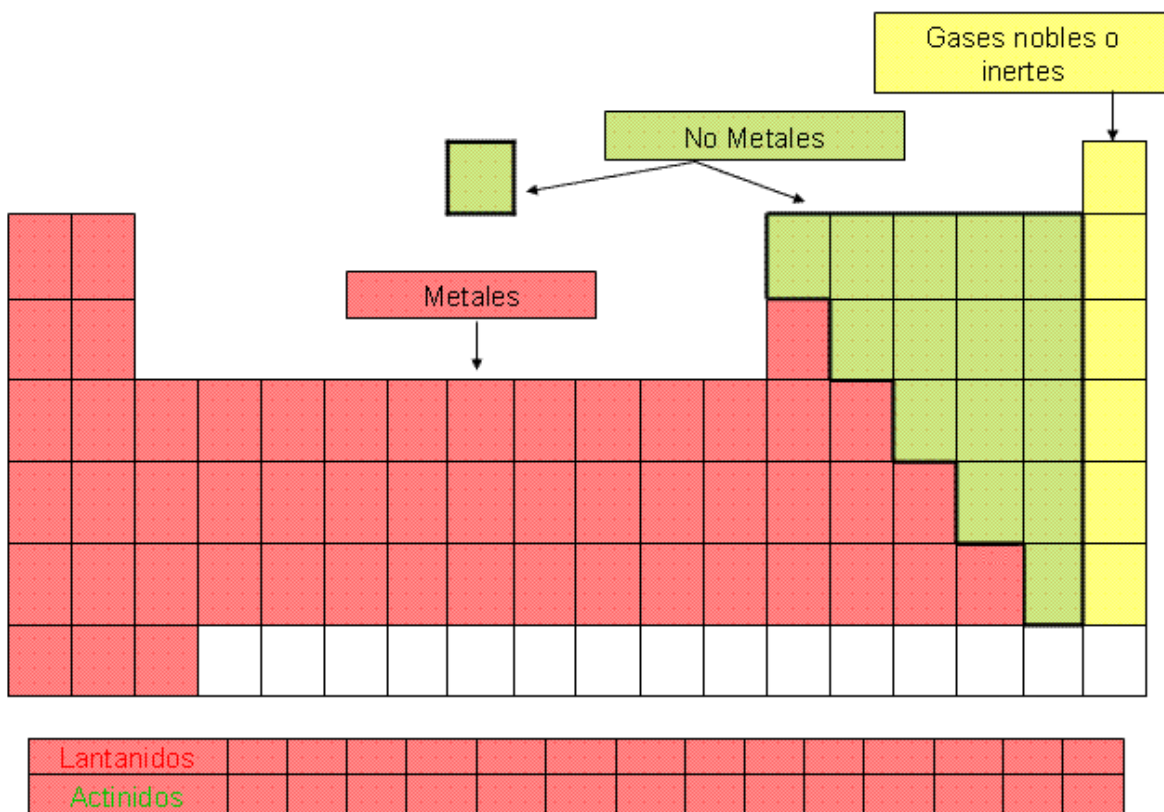 Gases nobles o
inertes
No Metales
Metales
Lantanidos
Actinidos